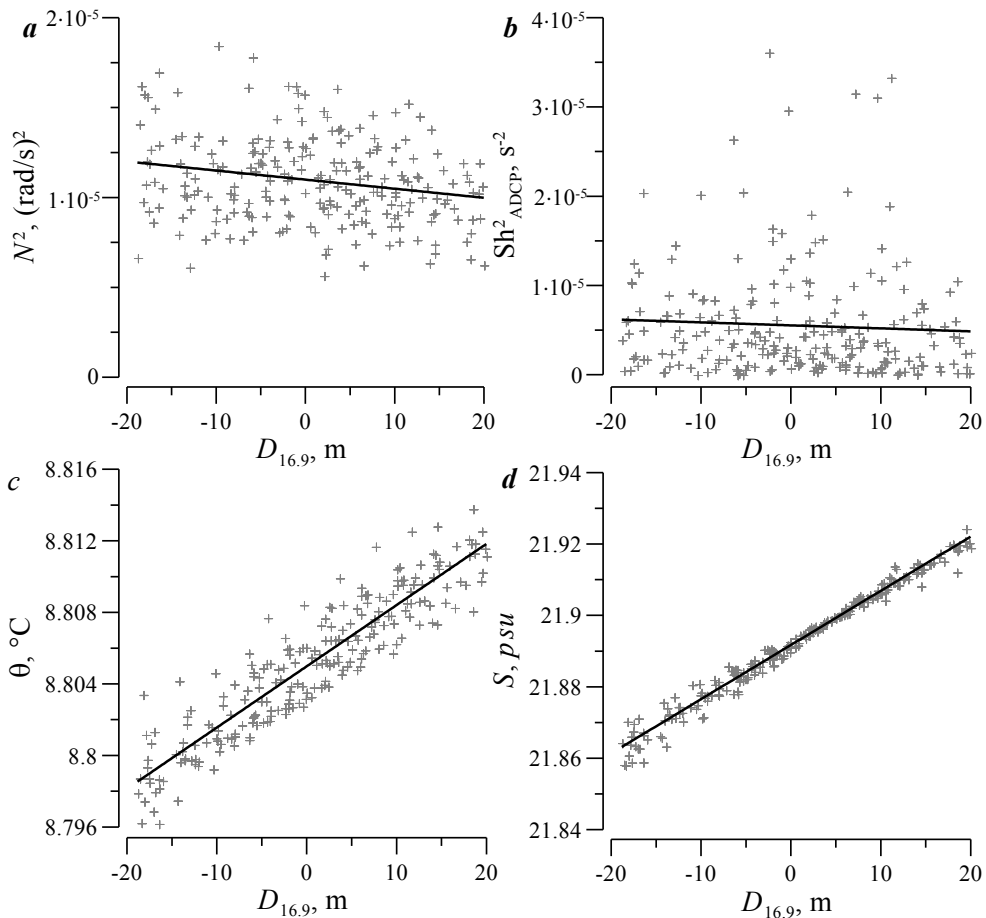 a
2·10⁻⁵
1·10⁻⁵
0
N², (rad/s)²
-20 -10 0 10 20
D₁₆.₉, m
b
4·10⁻⁵
3·10⁻⁵
2·10⁻⁵
1·10⁻⁵
0
Sh²ADCP, s⁻²
-20 -10 0 10 20
D₁₆.₉, m
c
8.816
8.812
8.808
8.804
8.8
8.796
θ, °C
-20 -10 0 10 20
D₁₆.₉, m
d
21.94
21.92
21.9
21.88
21.86
21.84
S, psu
-20 -10 0 10 20
D₁₆.₉, m